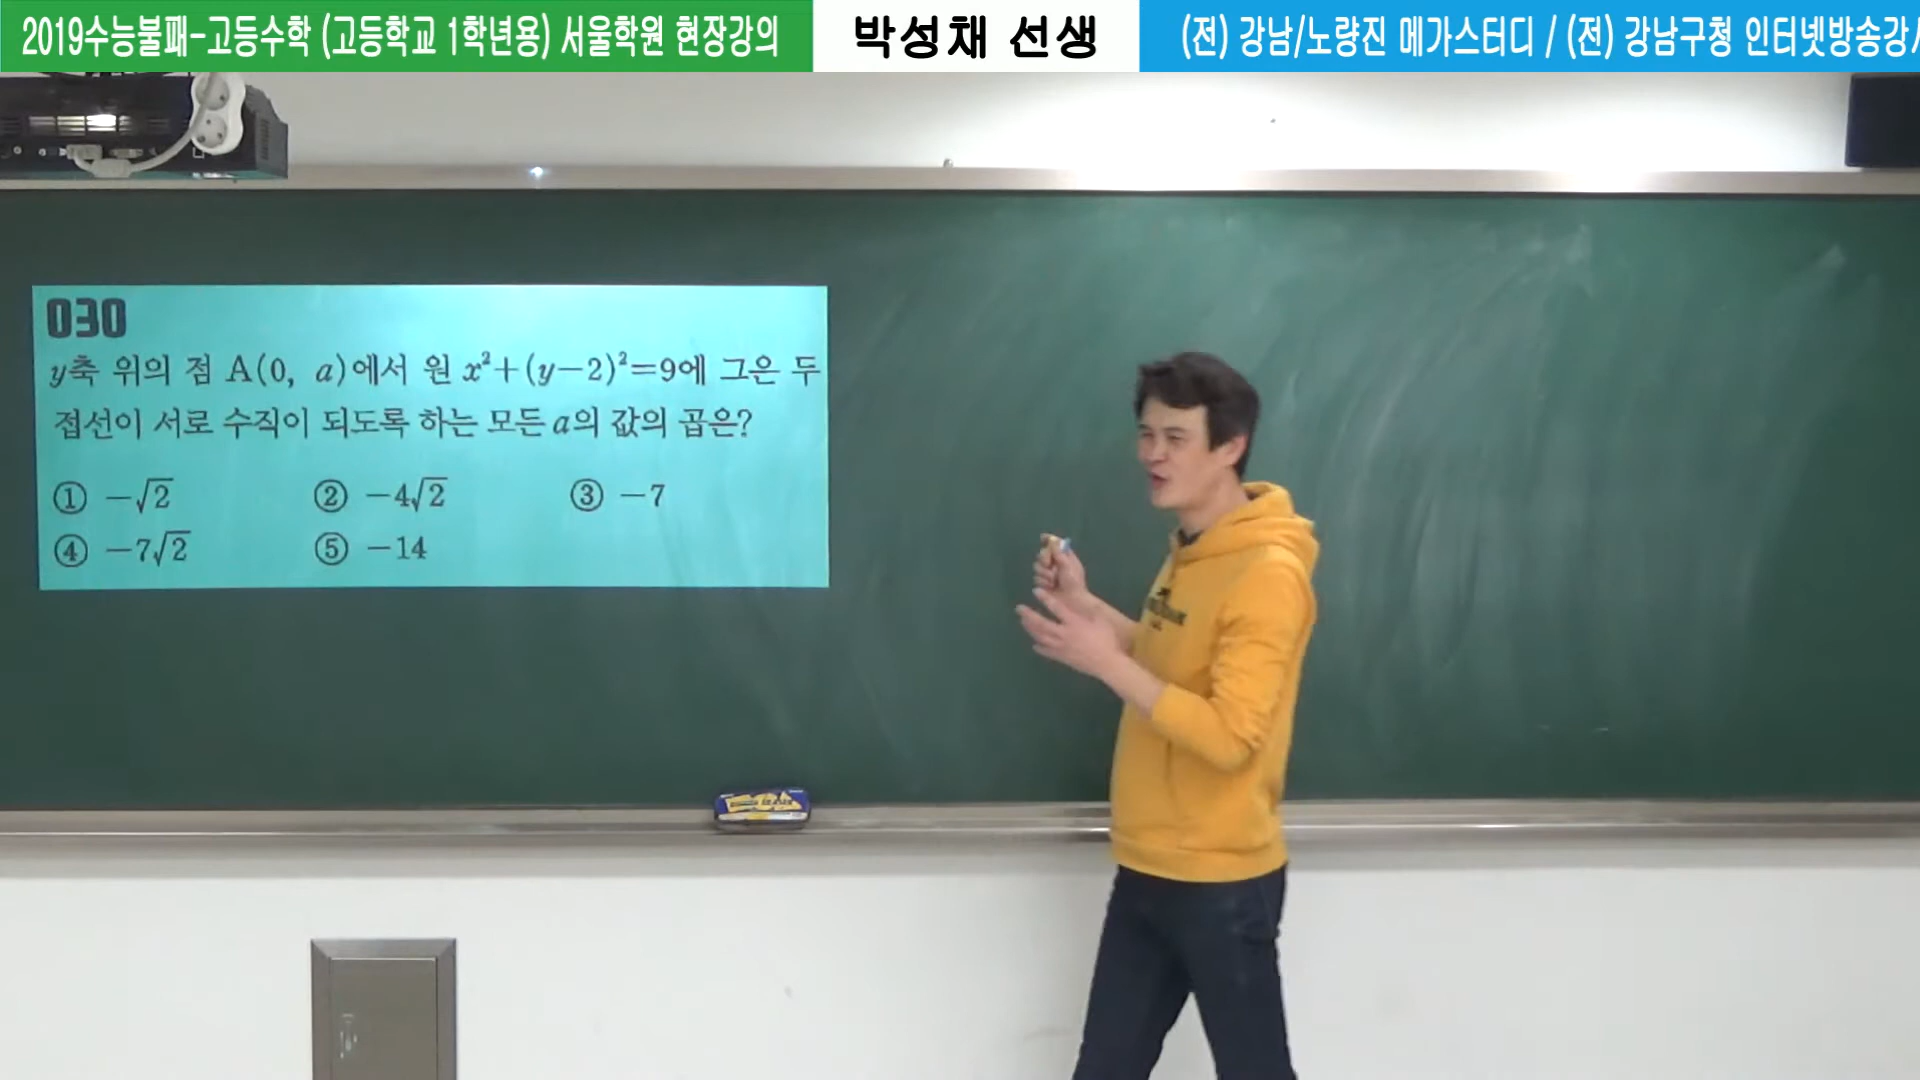 2019수능불패-고등수학 (고등학교 1학년용) 서울학원 현장강의
박성채 선생
(전) 강남/노량진 메가스터디 / (전) 강남구청 인터넷방송강사
030
y축 위의 점 A(0, a)에서 원 x²+(y−2)²=9에 그은 두
접선이 서로 수직이 되도록 하는 모든 a의 값의 곱은?
① −√2 ② −4√2 ③ −7
④ −7√2 ⑤ −14